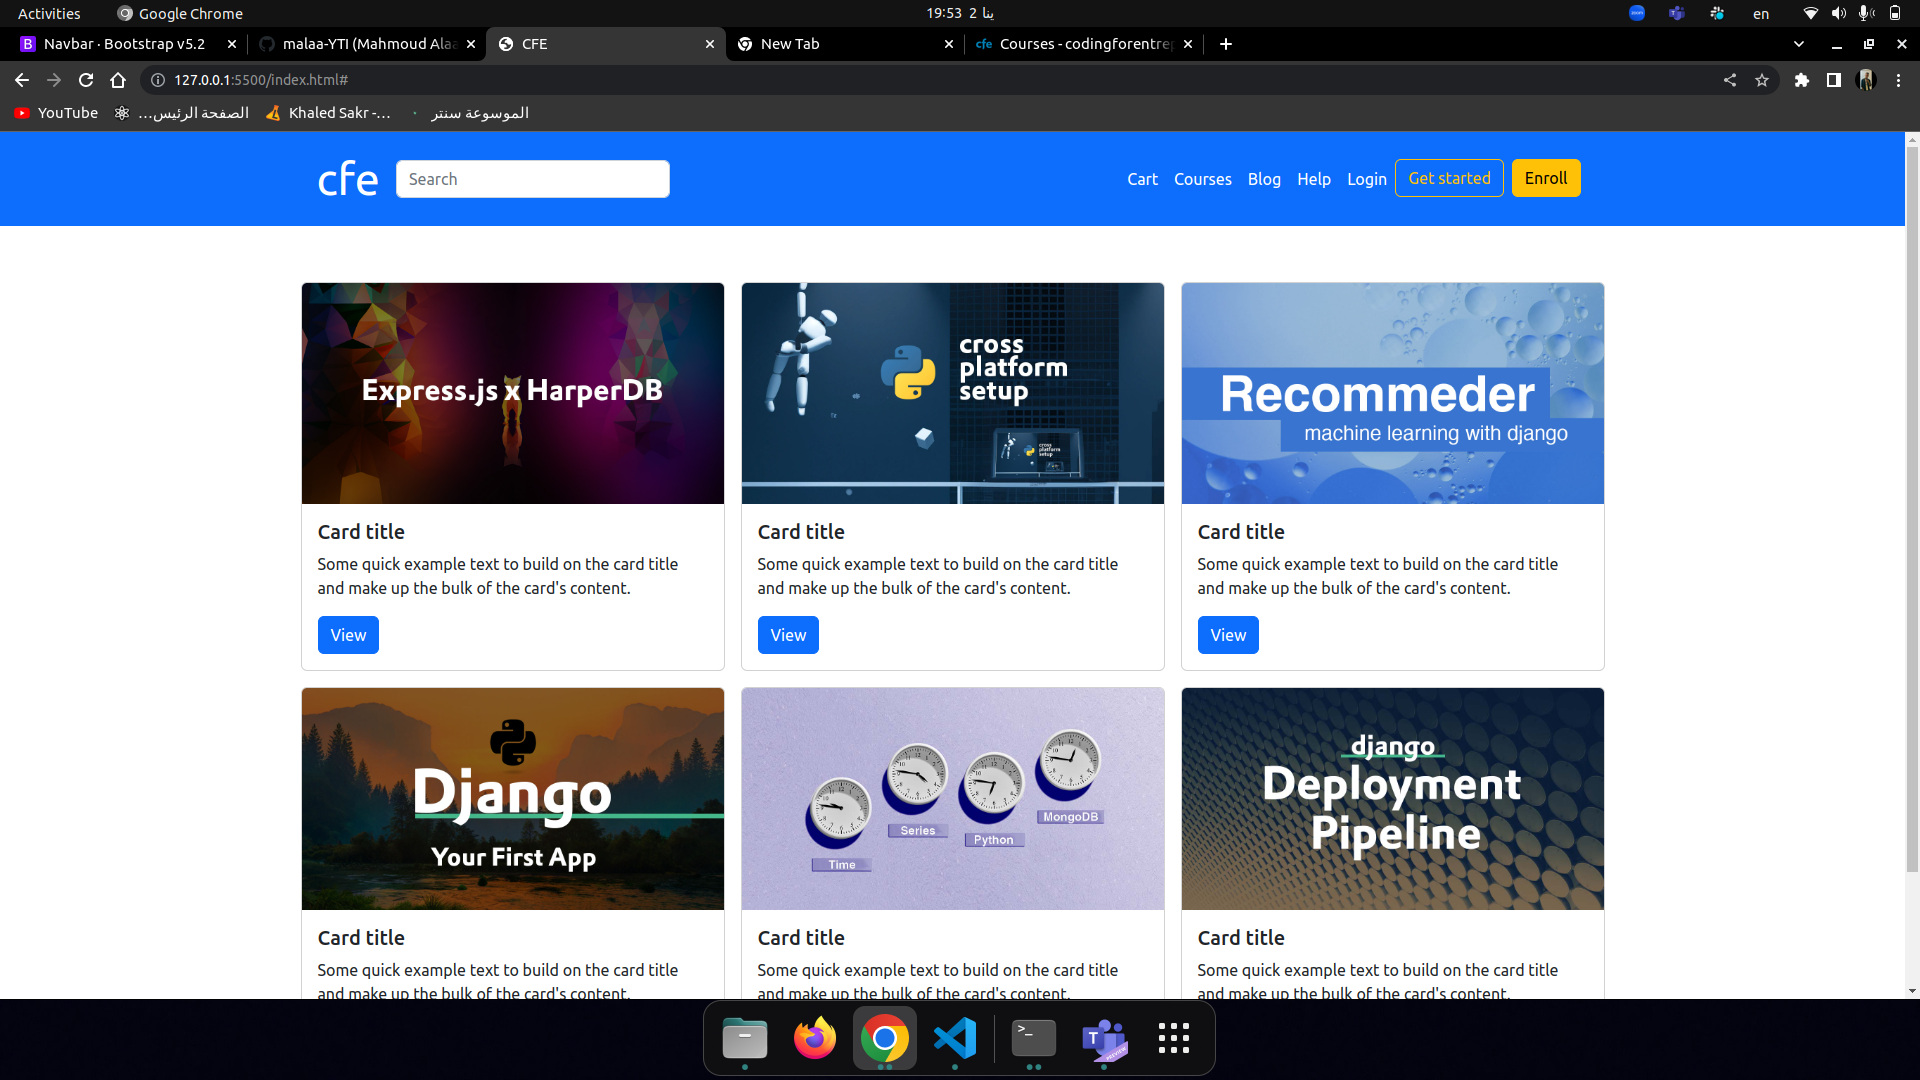 Activities
Google Chrome
19:53 2 ينا
en
Navbar · Bootstrap v5.2
malaa-YTI (Mahmoud Alaa
CFE
New Tab
Courses - codingforentrep
127.0.0.1:5500/index.html#
YouTube
الصفحة الرئيس...
Khaled Sakr -...
الموسوعة سنتر
cfe
Search
Cart
Courses
Blog
Help
Login
Get started
Enroll
Express.js x HarperDB
cross
platform
setup
cross
platform
setup
Recommeder
machine learning with django
Card title
Some quick example text to build on the card title
and make up the bulk of the card's content.
View
Card title
Some quick example text to build on the card title
and make up the bulk of the card's content.
View
Card title
Some quick example text to build on the card title
and make up the bulk of the card's content.
View
Django
Your First App
Time
Series
Python
MongoDB
django
Deployment
Pipeline
Card title
Some quick example text to build on the card title
and make up the bulk of the card's content.
Card title
Some quick example text to build on the card title
and make up the bulk of the card's content.
Card title
Some quick example text to build on the card title
and make up the bulk of the card's content.